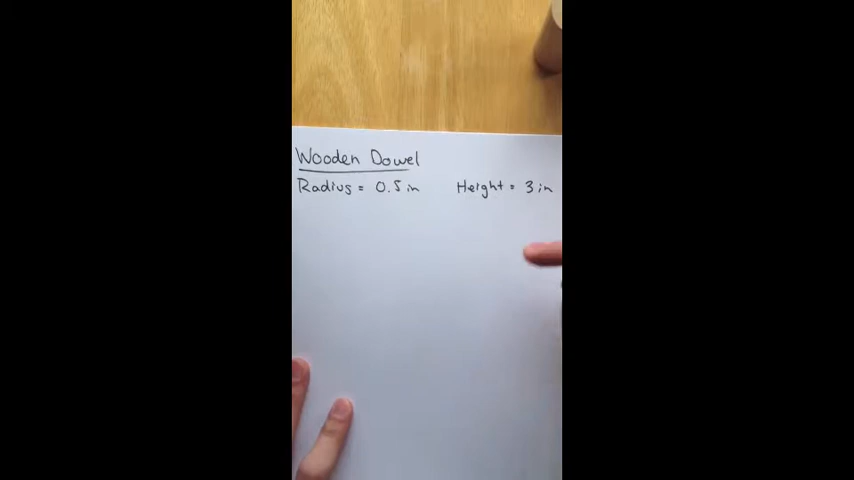 Wooden Dowel
Radius = 0.5 in Height = 3 in